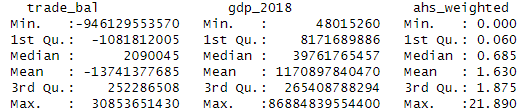 trade_bal gdp_2018 ahs_weighted
Min. :-946129553570 Min. : 48015260 Min. : 0.000
1st Qu.: -1081812005 1st Qu.: 8171689886 1st Qu.: 0.060
Median : 2090045 Median : 39761765457 Median : 0.685
Mean : -13741377685 Mean : 1170897840470 Mean : 1.630
3rd Qu.: 252286508 3rd Qu.: 265408788294 3rd Qu.: 1.875
Max. : 30853651430 Max. :86884839554400 Max. :21.890